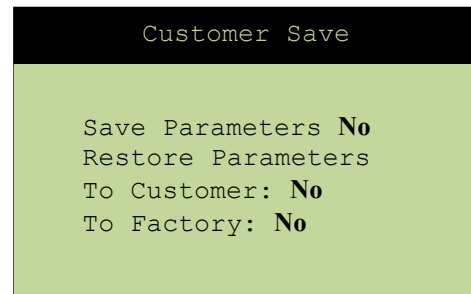 Customer Save
Save Parameters No
Restore Parameters
To Customer: No
To Factory: No